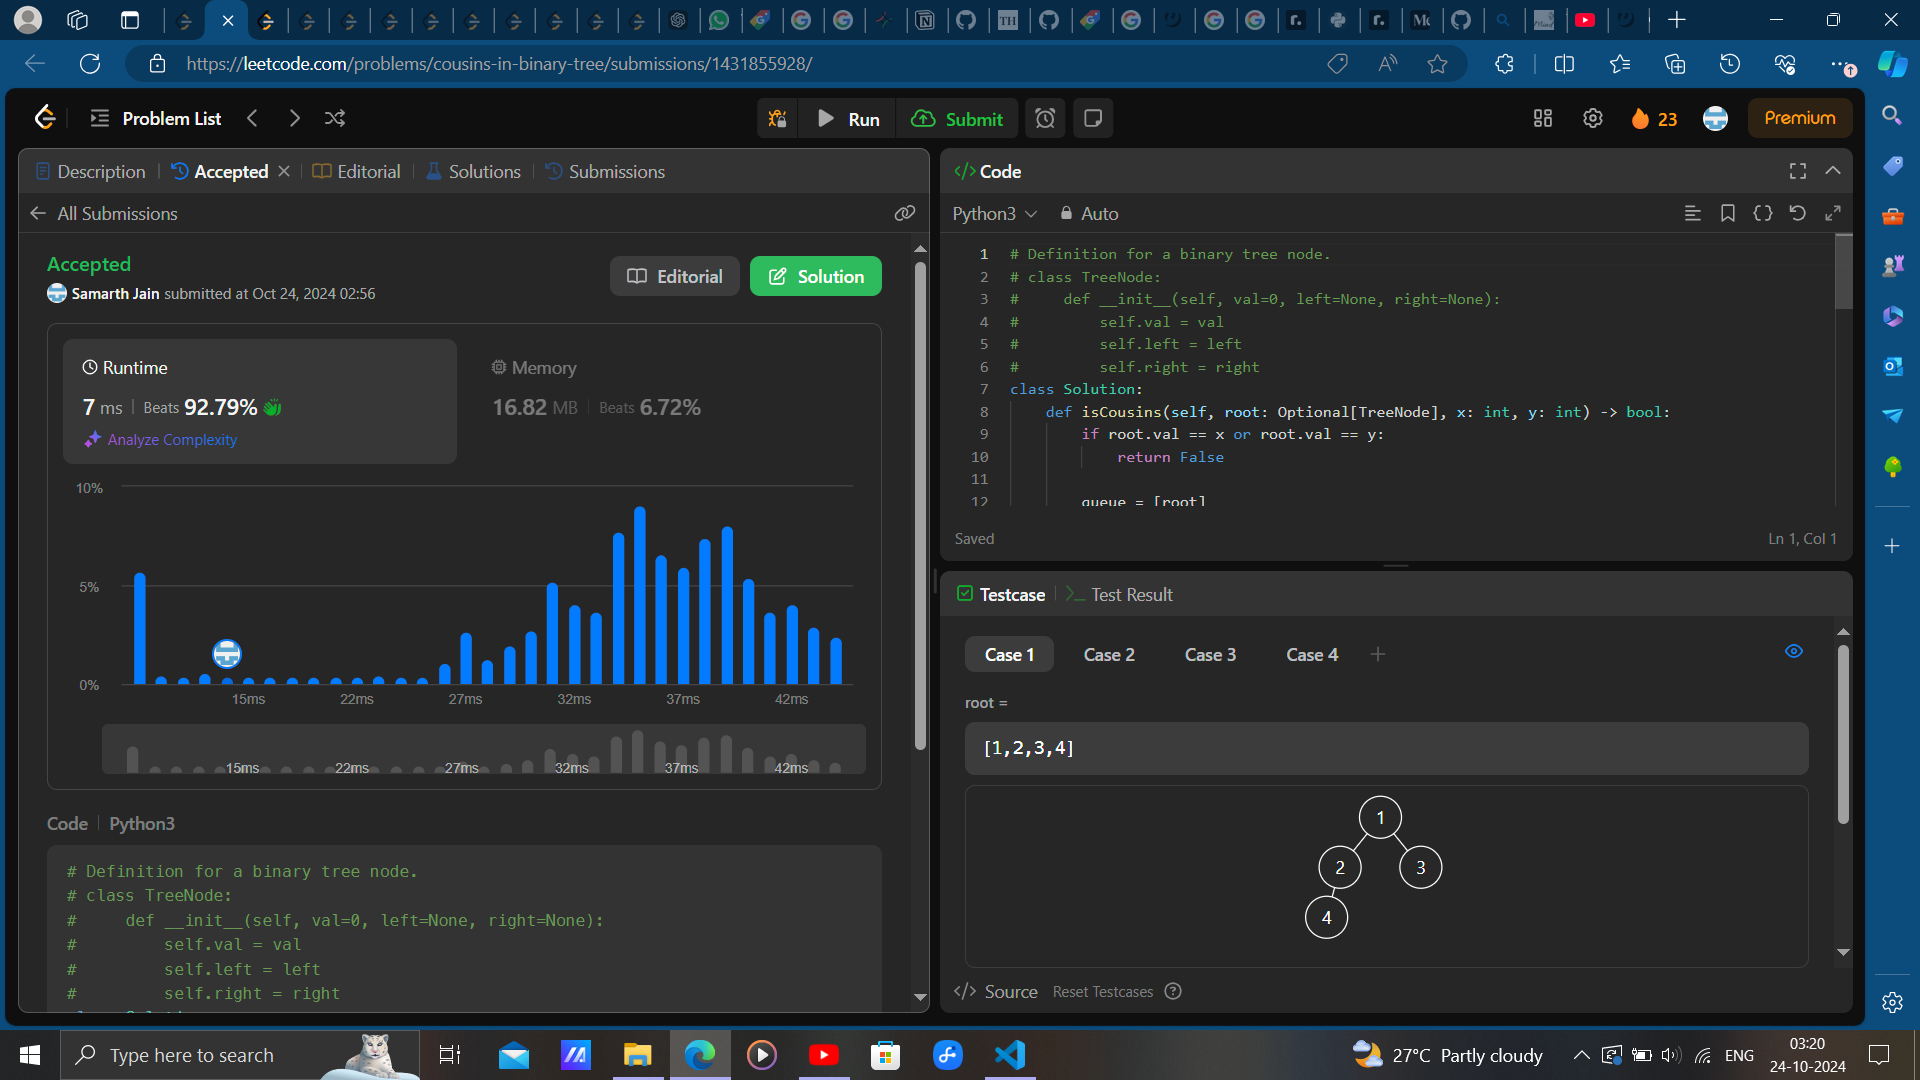 https://leetcode.com/problems/cousins-in-binary-tree/submissions/1431855928/
Problem List
Run
Submit
23
Premium
Description
Accepted
Editorial
Solutions
Submissions
All Submissions
Accepted
Samarth Jain submitted at Oct 24, 2024 02:56
Editorial
Solution
Runtime
7 ms
Beats 92.79%
Analyze Complexity
Memory
16.82 MB
Beats 6.72%
10%
5%
0%
15ms 22ms 27ms 32ms 37ms 42ms
15ms 22ms 27ms 32ms 37ms 42ms
Code
Python3
# Definition for a binary tree node.
# class TreeNode:
#     def __init__(self, val=0, left=None, right=None):
#         self.val = val
#         self.left = left
#         self.right = right
</> Code
Python3
Auto
1 # Definition for a binary tree node.
2 # class TreeNode:
3 #     def __init__(self, val=0, left=None, right=None):
4 #         self.val = val
5 #         self.left = left
6 #         self.right = right
7 class Solution:
8     def isCousins(self, root: Optional[TreeNode], x: int, y: int) -> bool:
9         if root.val == x or root.val == y:
10             return False
11
12         queue = [root]
Saved
Ln 1, Col 1
Testcase
Test Result
Case 1
Case 2
Case 3
Case 4
root =
[1,2,3,4]
1
2
3
4
</> Source
Reset Testcases
Type here to search
27°C Partly cloudy
ENG
03:20
24-10-2024